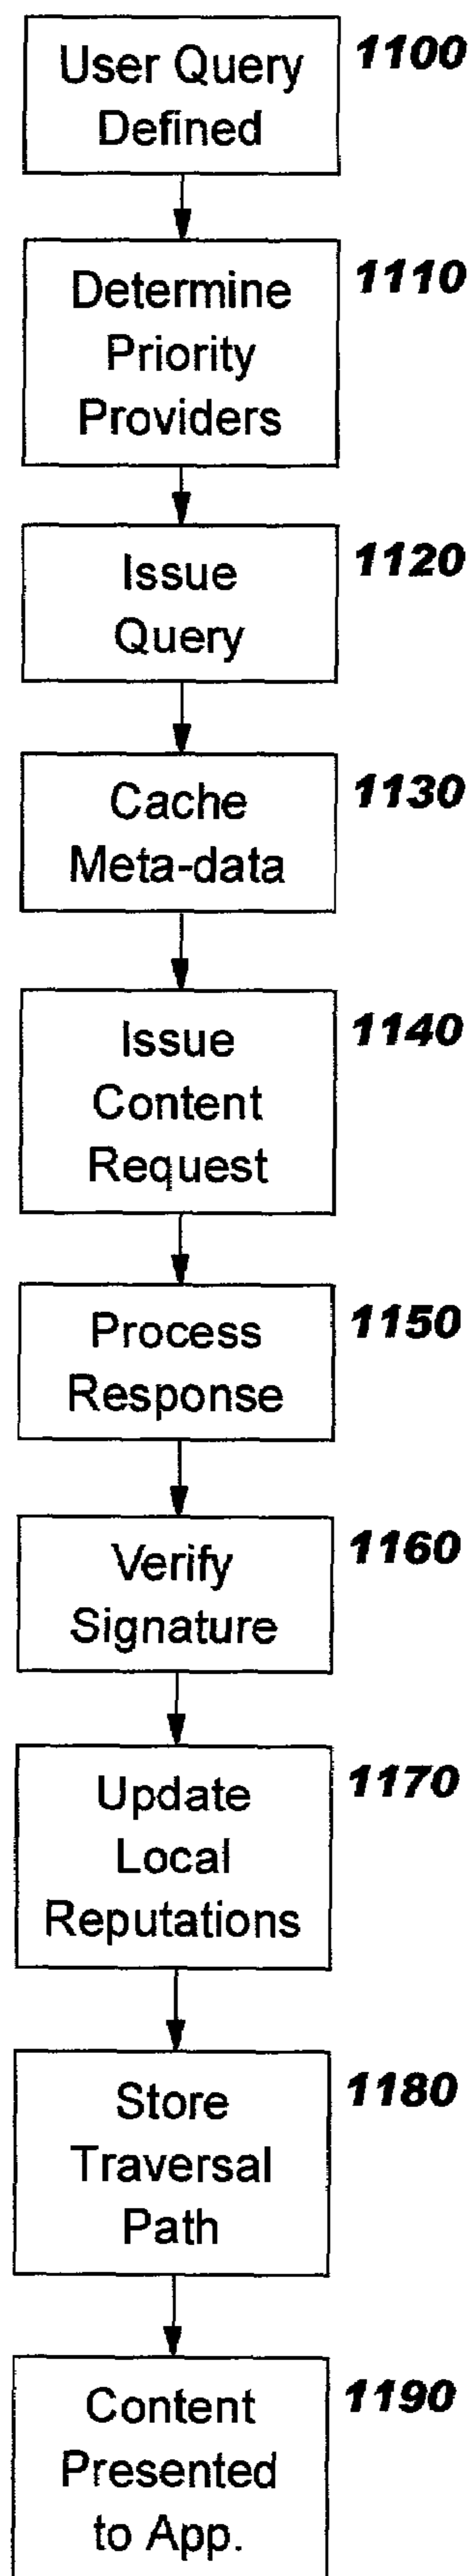 User Query 1100
Defined
Determine 1110
Priority
Providers
Issue 1120
Query
Cache 1130
Meta-data
Issue 1140
Content
Request
Process 1150
Response
Verify 1160
Signature
Update 1170
Local
Reputations
Store 1180
Traversal
Path
Content 1190
Presented
to App.